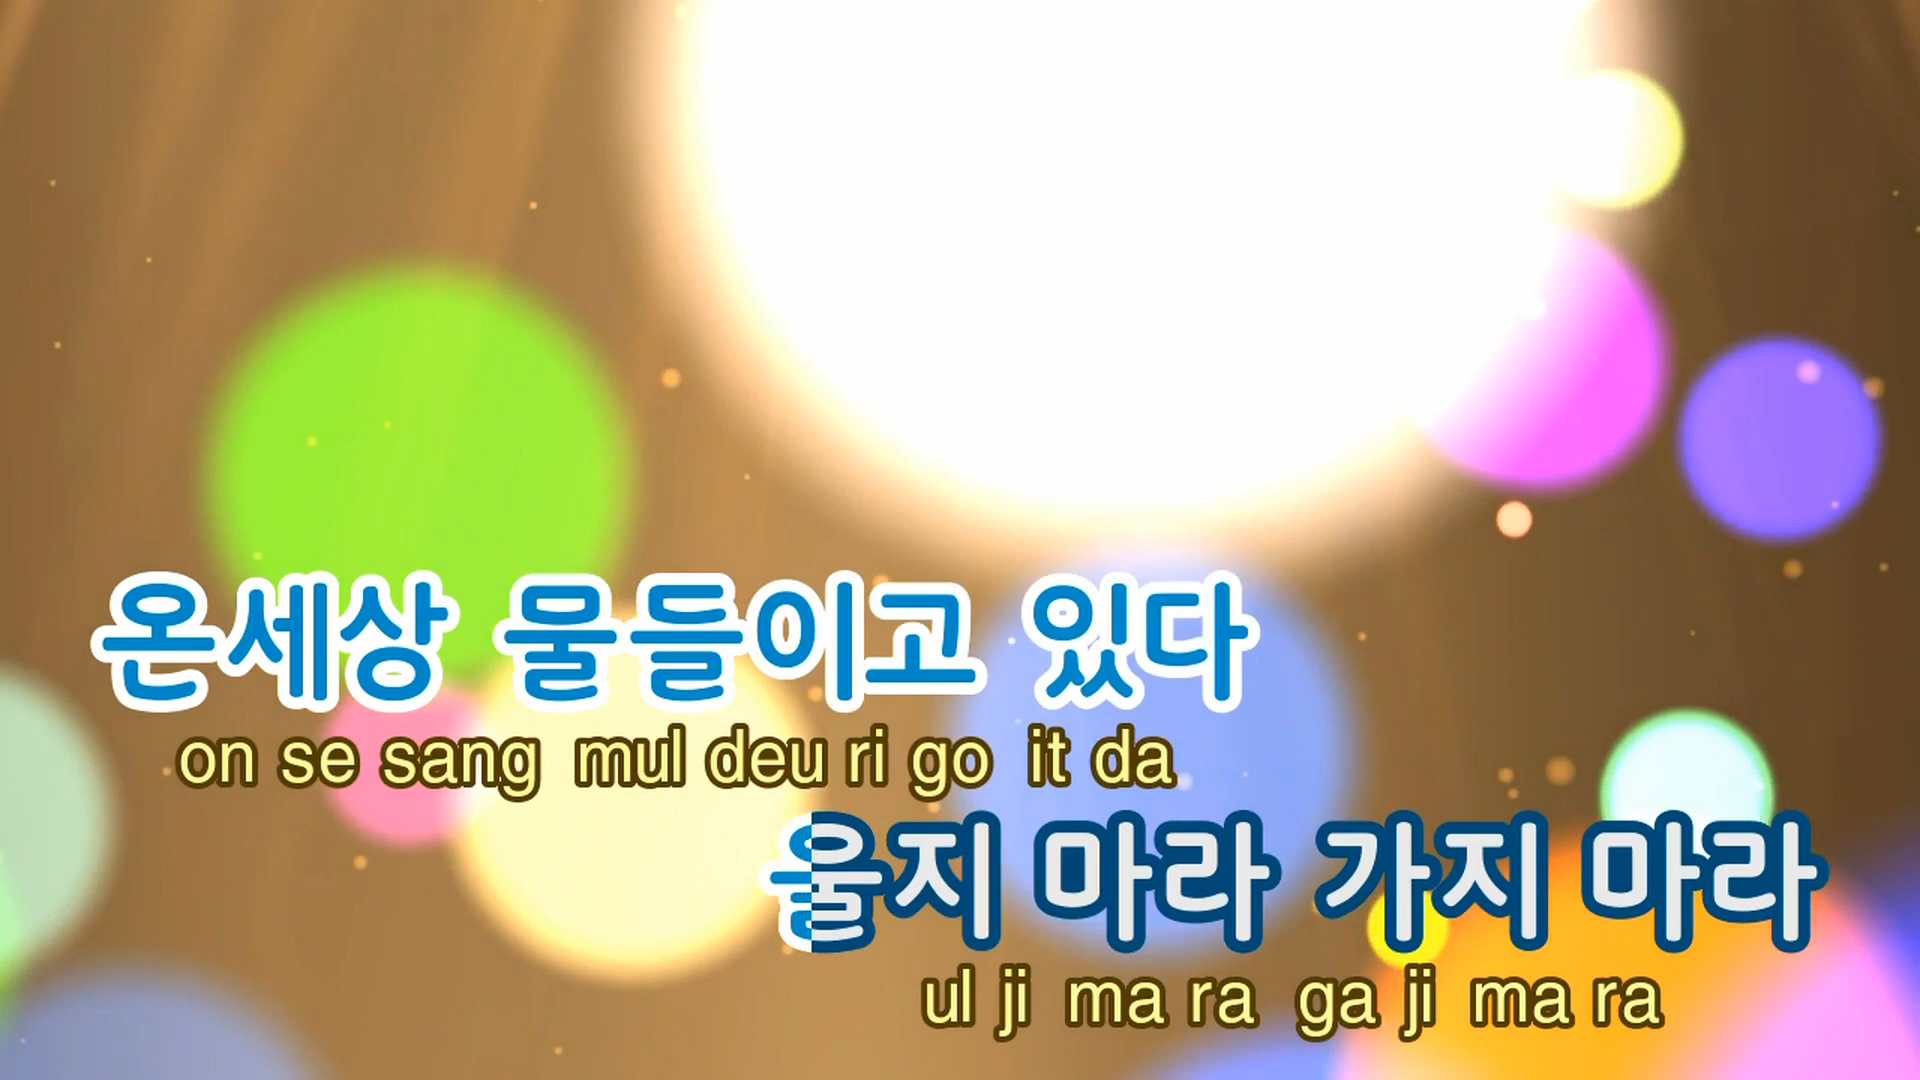 온세상 물들이고 있다
on se sang mul deu ri go it da
울지 마라 가지 마라
ul ji ma ra ga ji ma ra